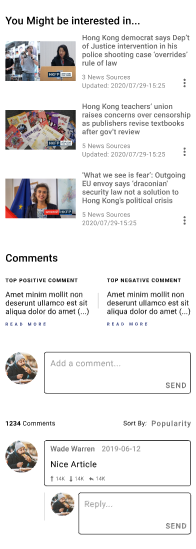 You Might be interested in...
Hong Kong democrat says Dep't
of Justice intervention in his
police shooting case 'overrides'
rule of law
3 News Sources
Updated: 2020/07/29-15:25
Hong Kong teachers' union
raises concerns over censorship
as publishers revise textbooks
after gov't review
5 News Sources
Updated: 2020/07/29-15:25
'What we see is fear': Outgoing
EU envoy says 'draconian'
security law not a solution to
Hong Kong's political crisis
5 News Sources
2020/07/29-15:25
Comments
TOP POSITIVE COMMENT
Amet minim mollit non
deserunt ullamco est sit
aliqua dolor do amet (...)
READ MORE
TOP NEGATIVE COMMENT
Amet minim mollit non
deserunt ullamco est sit
aliqua dolor do amet (...)
READ MORE
Add a comment...
SEND
1234 Comments
Sort By: Popularity
Wade Warren 2019-06-12
Nice Article
14K 14K 14K
Reply...
SEND